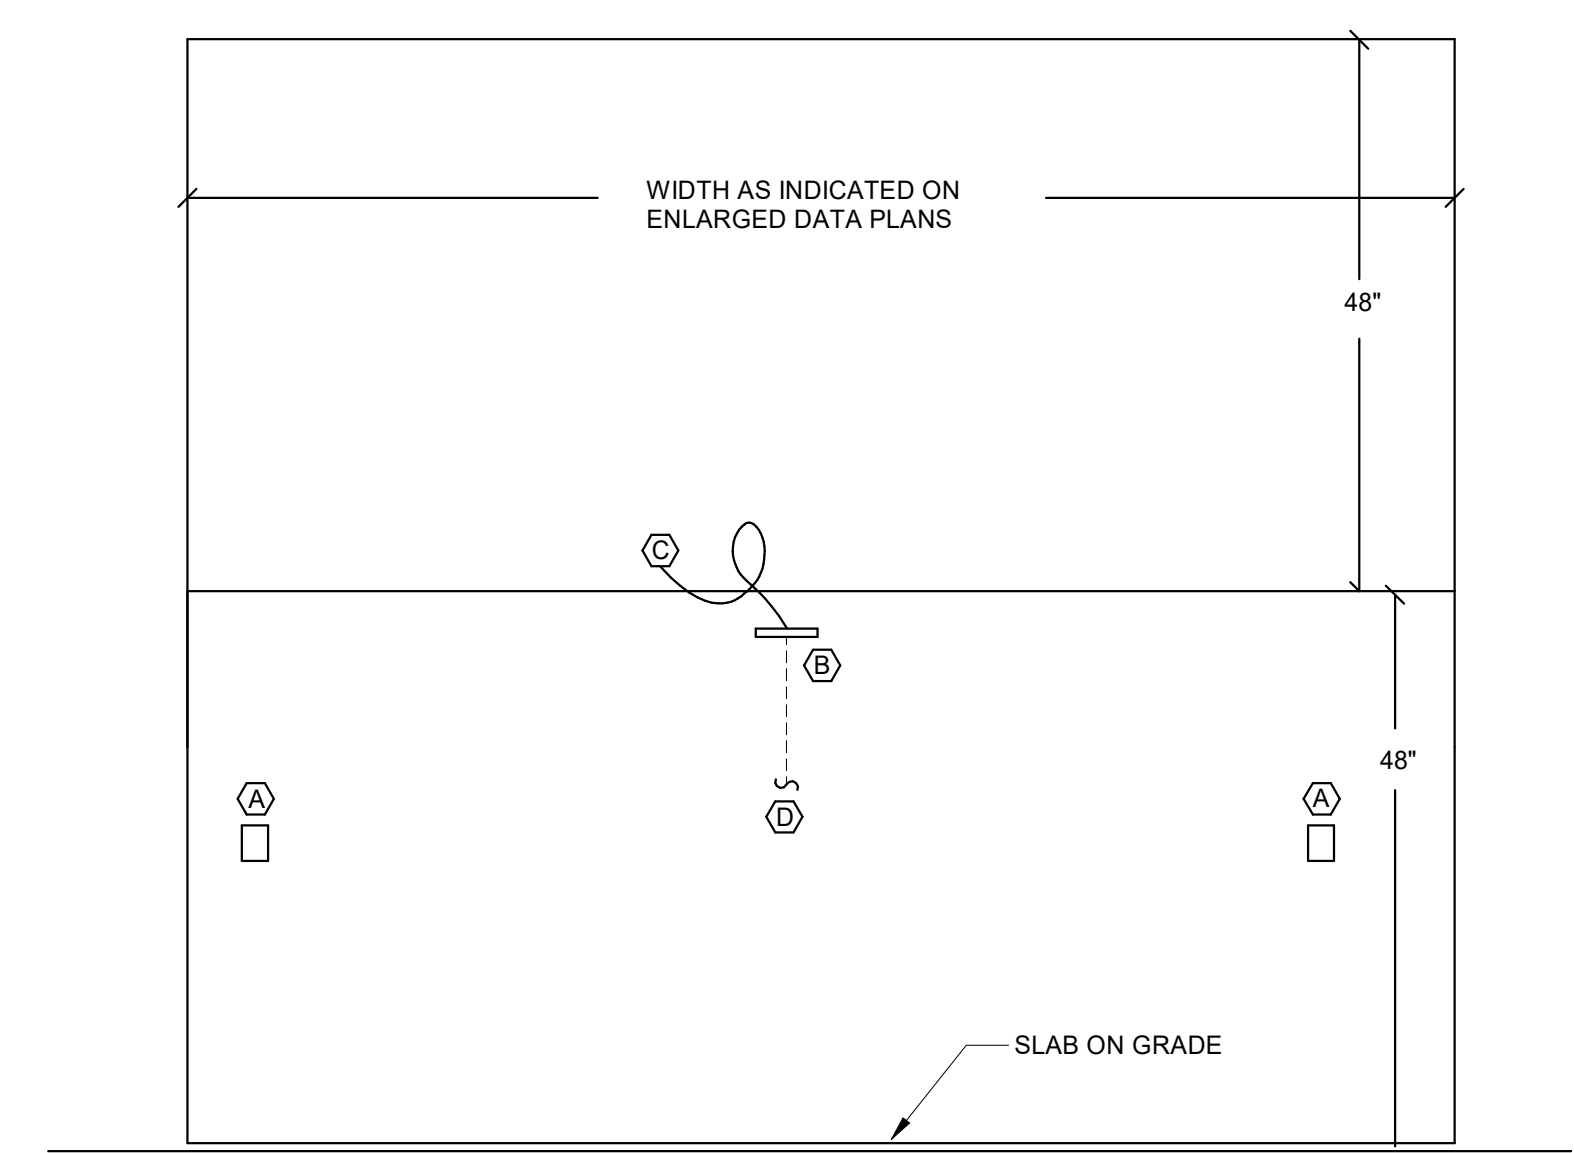 WIDTH AS INDICATED ON
ENLARGED DATA PLANS
48"
C
B
48"
A
A
D
SLAB ON GRADE